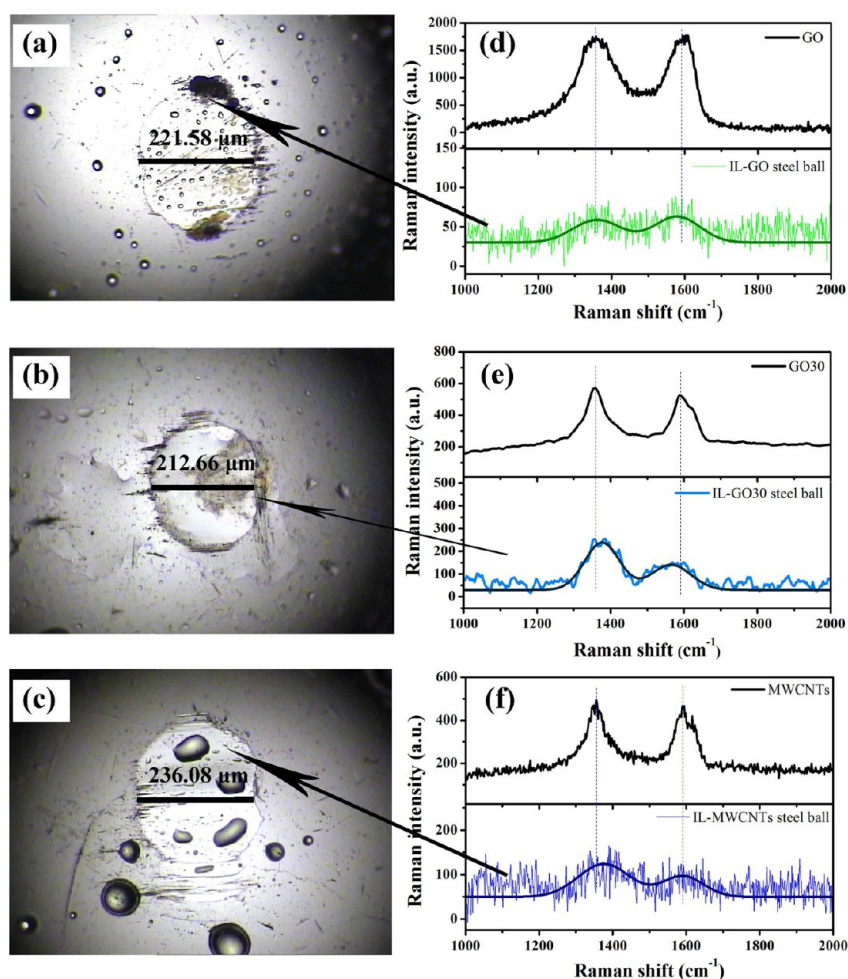 (a)
221.58 μm
(d)
GO
2000
1500
1000
500
0
IL-GO steel ball
150
100
50
0
Raman intensity (a.u.)
1000 1200 1400 1600 1800 2000
Raman shift (cm-1)
(b)
212.66 μm
(e)
GO30
800
600
400
200
IL-GO30 steel ball
500
400
300
200
100
0
Raman intensity (a.u.)
1000 1200 1400 1600 1800 2000
Raman shift (cm-1)
(c)
236.08 μm
(f)
MWCNTs
600
400
200
IL-MWCNTs steel ball
200
100
0
Raman intensity (a.u.)
1000 1200 1400 1600 1800 2000
Raman shift (cm-1)